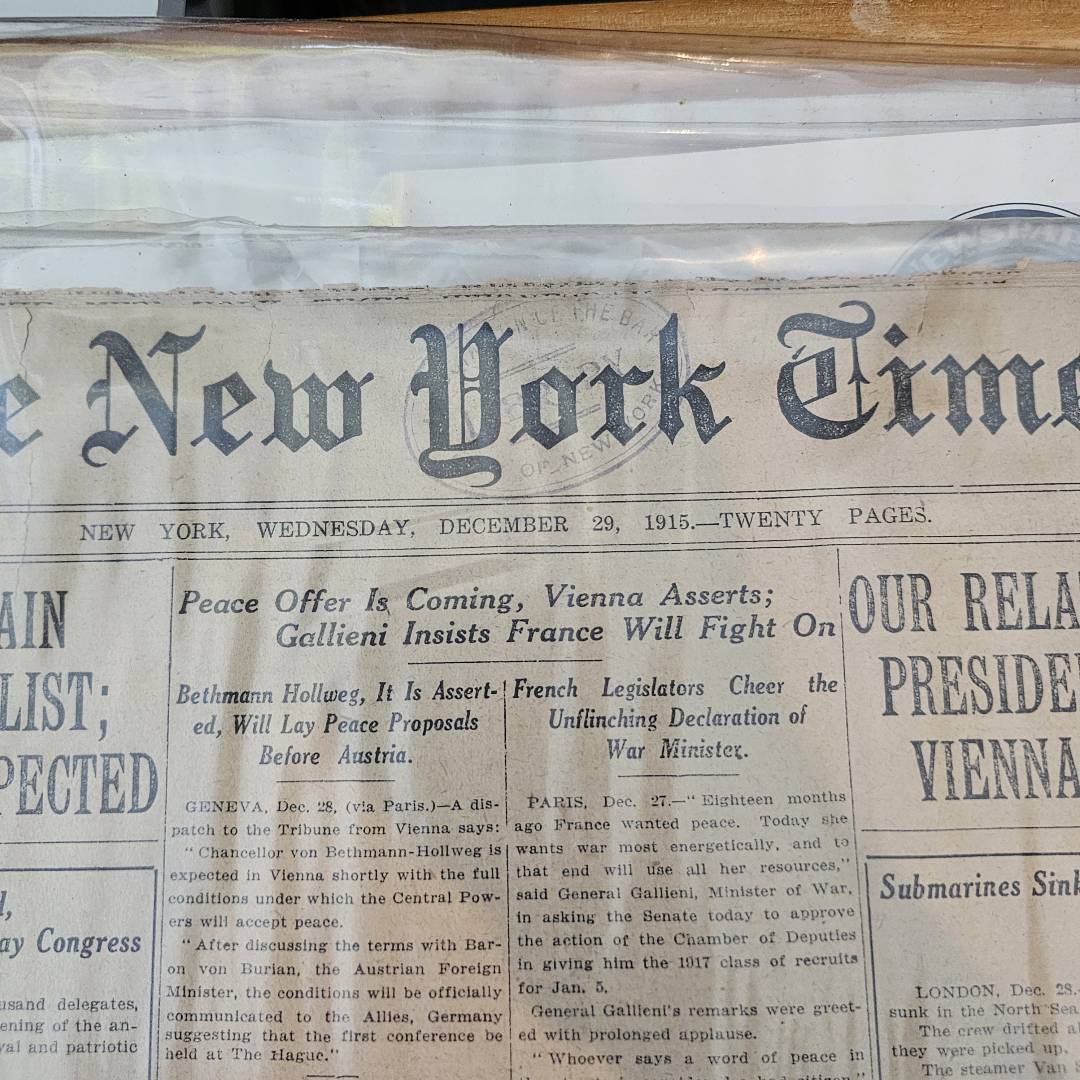 NEWSPAPE
e New York Time
N OF THE BAR
OF NEW YORK
NEW YORK, WEDNESDAY, DECEMBER 29, 1915.—TWENTY PAGES.
AIN
LIST;
PECTED
d,
ay Congress
usand delegates,
ening of the an-
val and patriotic
Peace Offer Is Coming, Vienna Asserts;
Gallieni Insists France Will Fight On
Bethmann Hollweg, It Is Assert-
ed, Will Lay Peace Proposals
Before Austria.
GENEVA, Dec. 28, (via Paris.)—A dis-
patch to the Tribune from Vienna says:
" Chancellor von Bethmann-Hollweg is
expected in Vienna shortly with the full
conditions under which the Central Pow-
ers will accept peace.
" After discussing the terms with Bar-
on von Burian, the Austrian Foreign
Minister, the conditions will be officially
communicated to the Allies, Germany
suggesting that the first conference be
held at The Hague."
French Legislators Cheer the
Unflinching Declaration of
War Minister.
PARIS, Dec. 27.—" Eighteen months
ago France wanted peace. Today she
wants war most energetically, and to
that end will use all her resources,"
said General Gallieni, Minister of War,
in asking the Senate today to approve
the action of the Chamber of Deputies
in giving him the 1917 class of recruits
for Jan. 5.
General Gallieni's remarks were greet-
ed with prolonged applause.
" Whoever says a word of peace in
OUR RELA
PRESIDE
VIENNA
Submarines Sink
LONDON, Dec. 28.
sunk in the North Sea
The crew drifted a
they were picked up.
The steamer Van